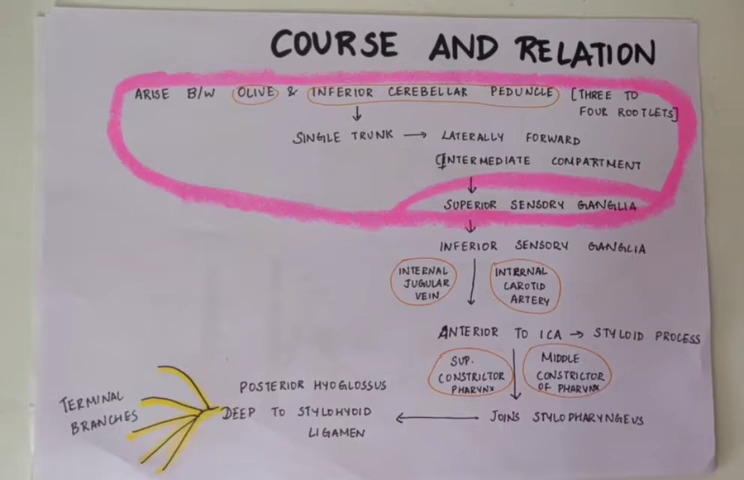 COURSE AND RELATION
ARISE B/W OLIVE & INFERIOR CEREBELLAR PEDUNCLE [THREE TO
FOUR ROOTLETS]
↓
SINGLE TRUNK → LATERALLY FORWARD
(INTERMEDIATE COMPARTMENT
↓
SUPERIOR SENSORY GANGLIA
↓
INFERIOR SENSORY GANGLIA
INTERNAL
JUGULAR
VEIN
↓
INTERNAL
CAROTID
ARTERY
ANTERIOR TO ICA → STYLOID PROCESS
SUP.
CONSTRICTOR
PHARYNX
↓
MIDDLE
CONSTRICTOR
OF PHARYNX
JOINS STYLOPHARYNGEUS
←
POSTERIOR HYOGLOSSUS
DEEP TO STYLOHYOID
LIGAMEN
TERMINAL
BRANCHES